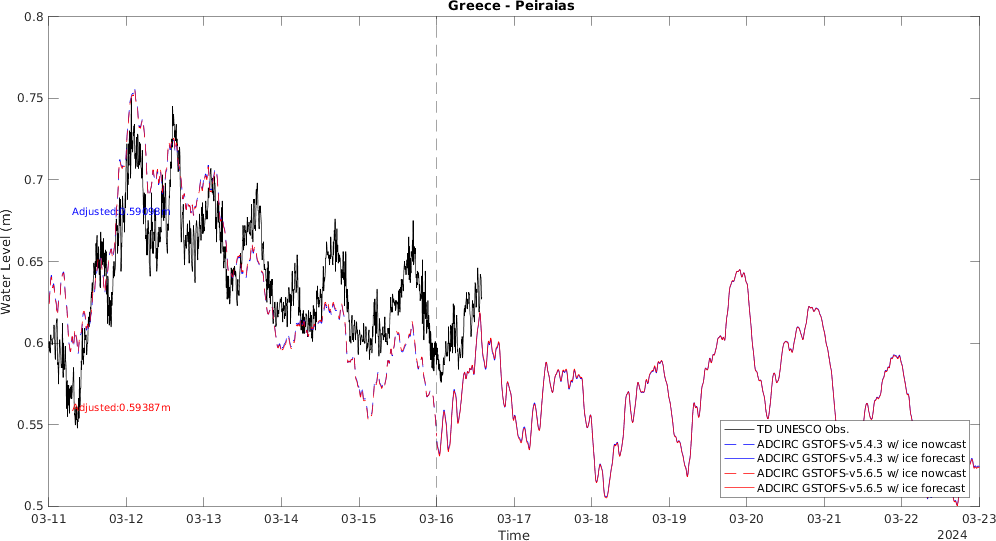 Greece - Peiraias
Water Level (m)
0.8
0.75
0.7
0.65
0.6
0.55
0.5
Adjusted:0.59093m
Adjusted:0.59387m
TD UNESCO Obs.
ADCIRC GSTOFS-v5.4.3 w/ ice nowcast
ADCIRC GSTOFS-v5.4.3 w/ ice forecast
ADCIRC GSTOFS-v5.6.5 w/ ice nowcast
ADCIRC GSTOFS-v5.6.5 w/ ice forecast
03-11 03-12 03-13 03-14 03-15 03-16 03-17 03-18 03-19 03-20 03-21 03-22 03-23
Time
2024